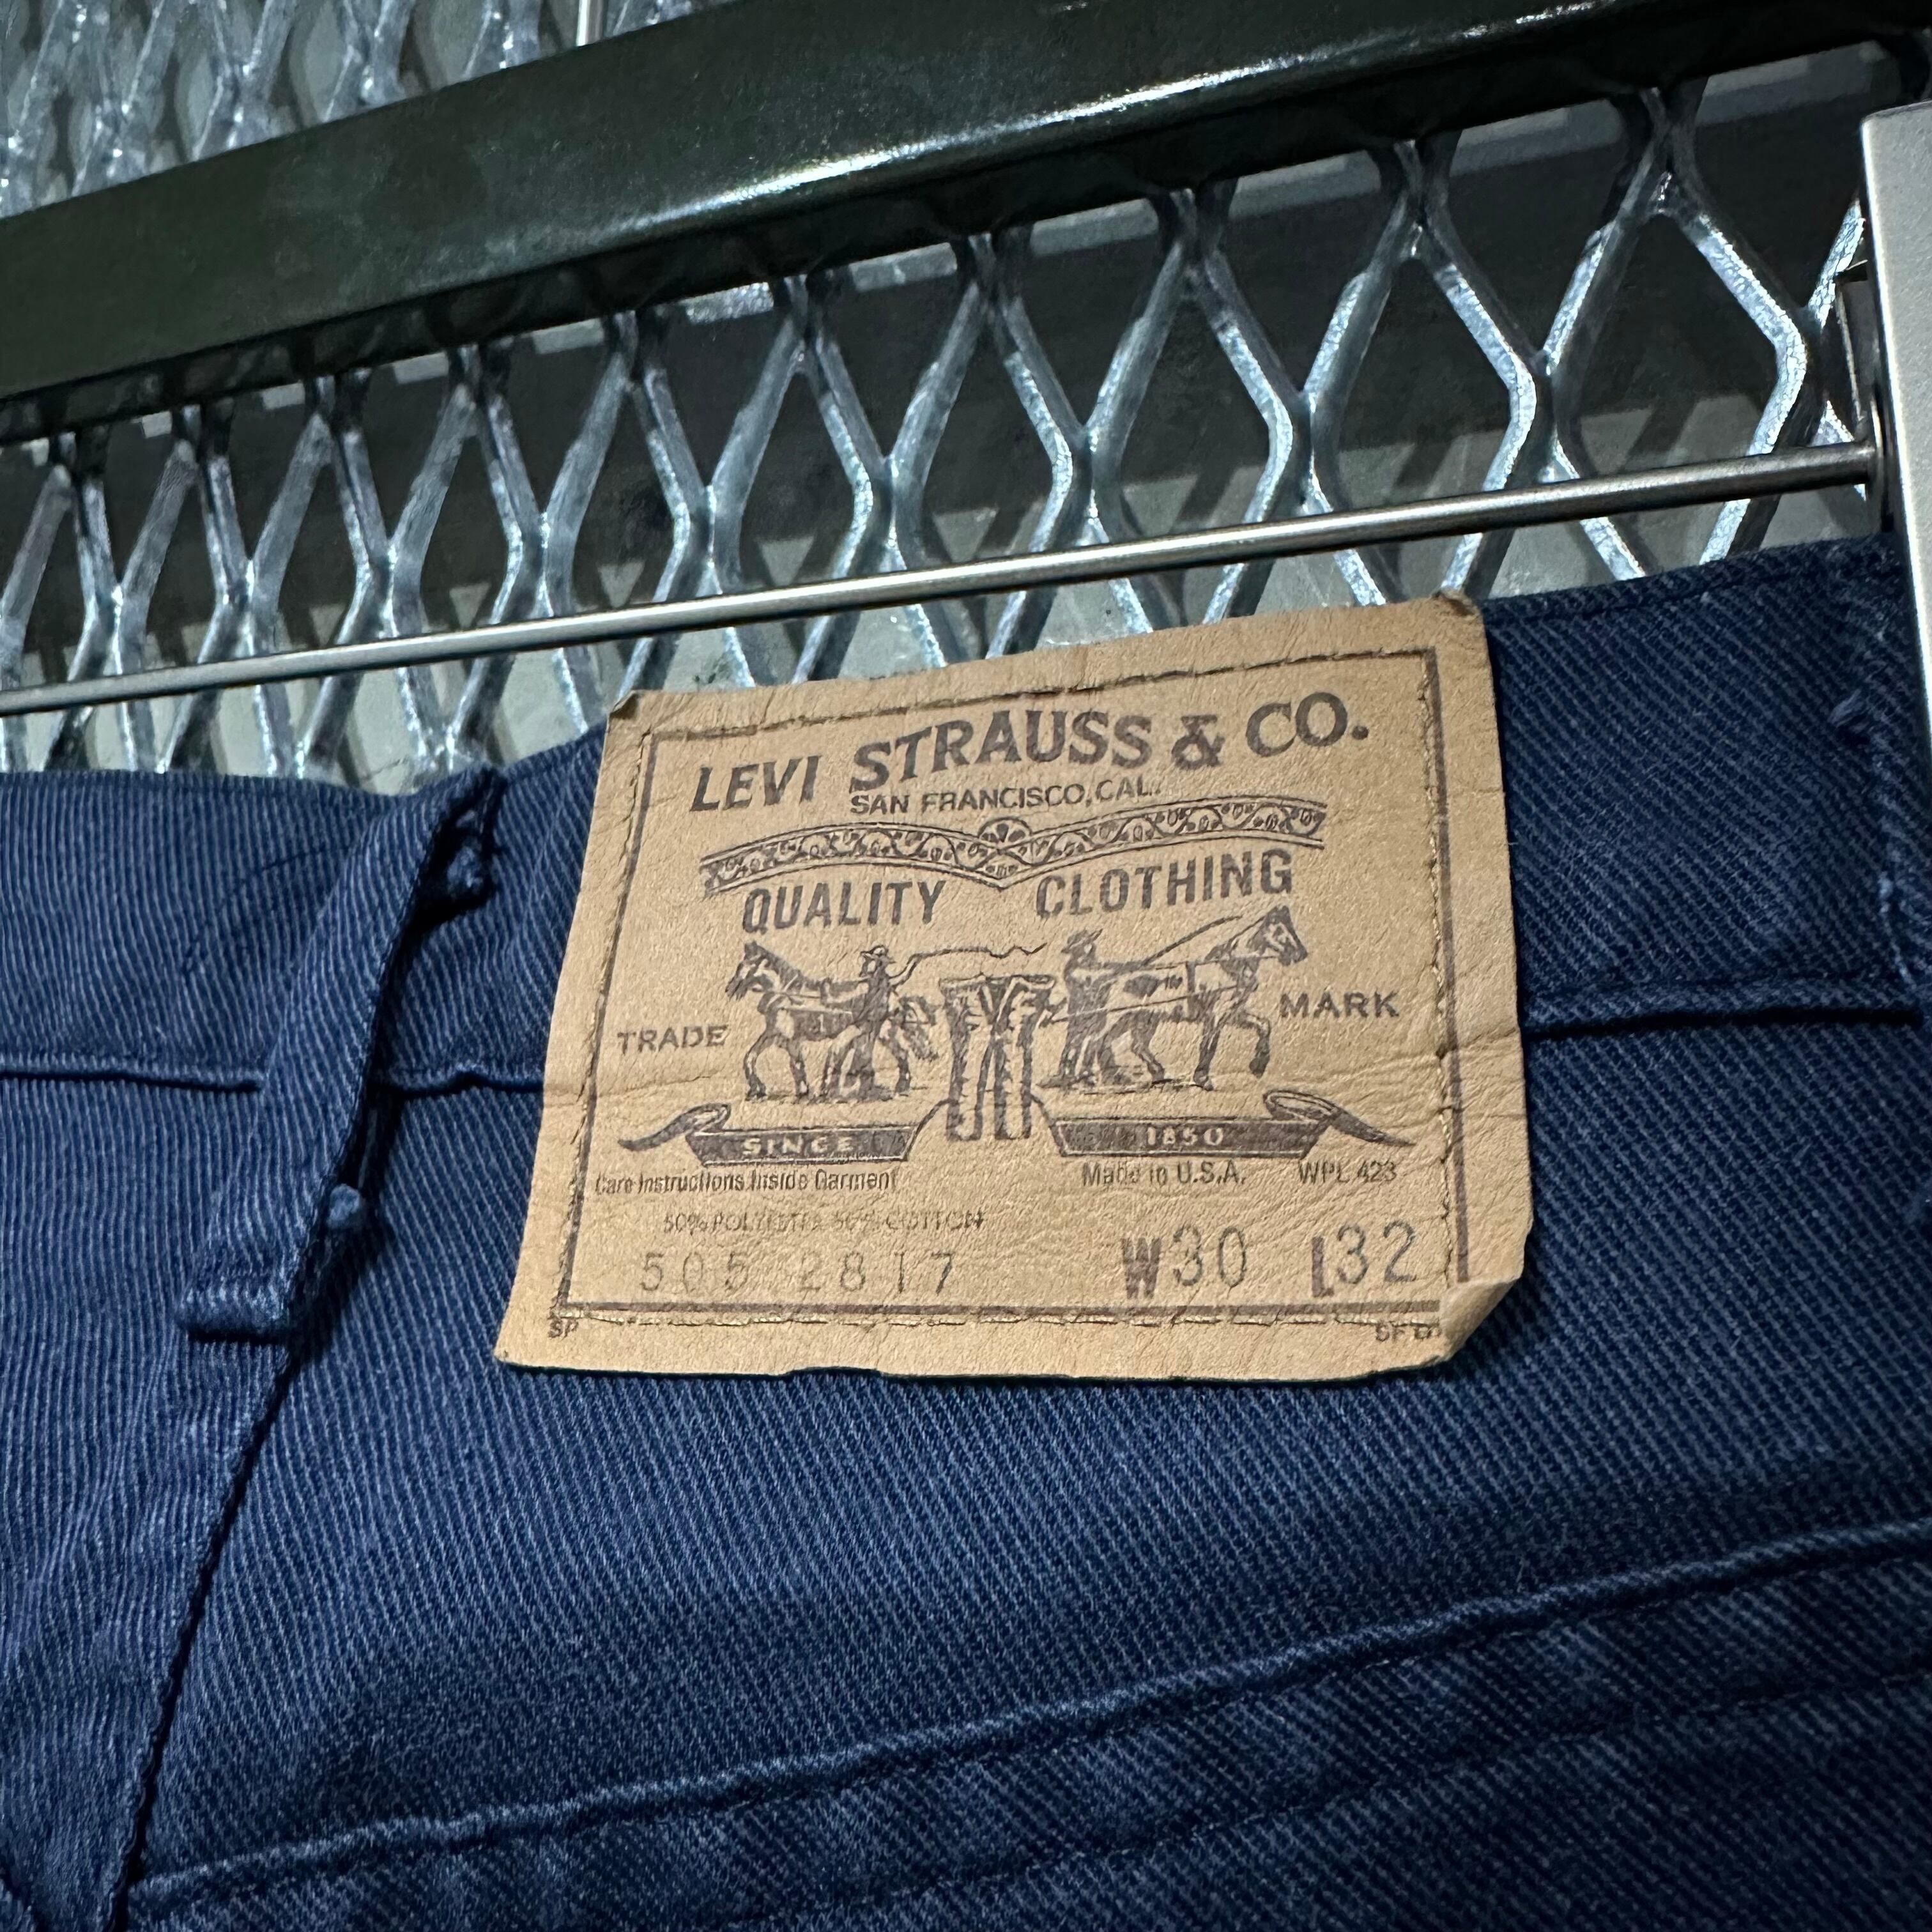 LEVI STRAUSS & CO.
SAN FRANCISCO, CAL.
QUALITY CLOTHING
TRADE MARK
SINCE 1850
Care Instructions Inside Garment Made in U.S.A. WPL 423
50% POLYESTER 50% COTTON
505 2817 W30 L32
SP